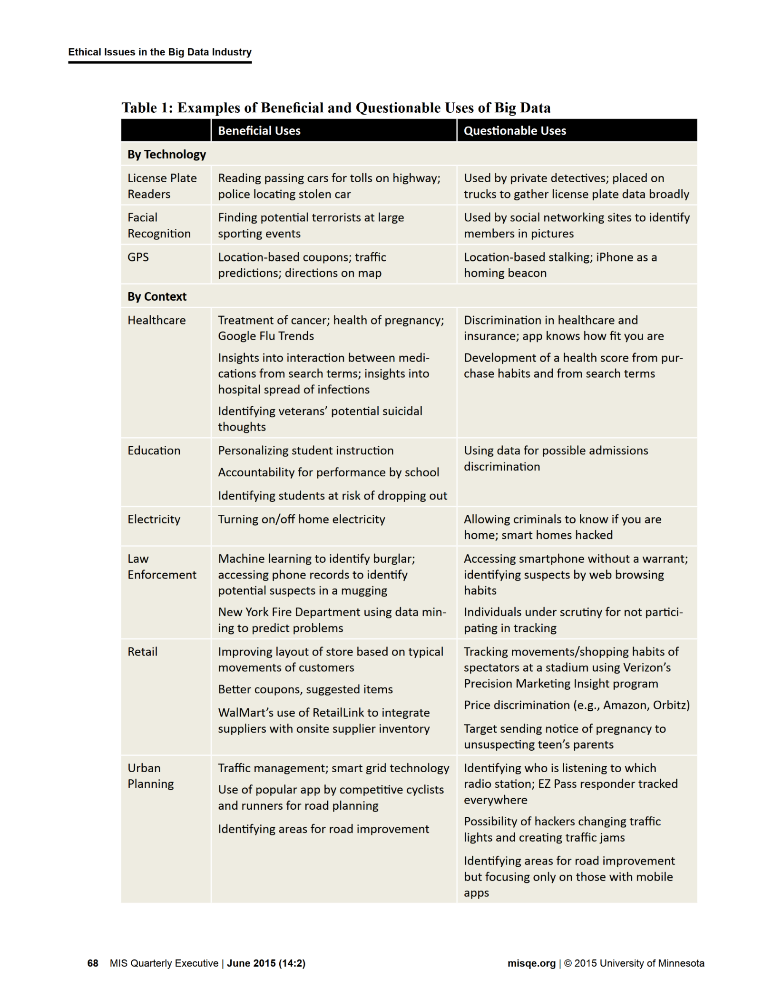 Ethical Issues in the Big Data Industry
Table 1: Examples of Beneficial and Questionable Uses of Big Data
Beneficial Uses
Questionable Uses
By Technology
License Plate
Readers
Reading passing cars for tolls on highway;
police locating stolen car
Used by private detectives; placed on
trucks to gather license plate data broadly
Facial
Recognition
Finding potential terrorists at large
sporting events
Used by social networking sites to identify
members in pictures
GPS
Location-based coupons; traffic
predictions; directions on map
Location-based stalking; iPhone as a
homing beacon
By Context
Healthcare
Treatment of cancer; health of pregnancy;
Google Flu Trends
Insights into interaction between medi-
cations from search terms; insights into
hospital spread of infections
Identifying veterans’ potential suicidal
thoughts
Discrimination in healthcare and
insurance; app knows how fit you are
Development of a health score from pur-
chase habits and from search terms
Education
Personalizing student instruction
Accountability for performance by school
Identifying students at risk of dropping out
Using data for possible admissions
discrimination
Electricity
Turning on/off home electricity
Allowing criminals to know if you are
home; smart homes hacked
Law
Enforcement
Machine learning to identify burglar;
accessing phone records to identify
potential suspects in a mugging
New York Fire Department using data min-
ing to predict problems
Accessing smartphone without a warrant;
identifying suspects by web browsing
habits
Individuals under scrutiny for not partici-
pating in tracking
Retail
Improving layout of store based on typical
movements of customers
Better coupons, suggested items
WalMart’s use of RetailLink to integrate
suppliers with onsite supplier inventory
Tracking movements/shopping habits of
spectators at a stadium using Verizon’s
Precision Marketing Insight program
Price discrimination (e.g., Amazon, Orbitz)
Target sending notice of pregnancy to
unsuspecting teen’s parents
Urban
Planning
Traffic management; smart grid technology
Use of popular app by competitive cyclists
and runners for road planning
Identifying areas for road improvement
Identifying who is listening to which
radio station; EZ Pass responder tracked
everywhere
Possibility of hackers changing traffic
lights and creating traffic jams
Identifying areas for road improvement
but focusing only on those with mobile
apps
68 MIS Quarterly Executive | June 2015 (14:2)
misqe.org | © 2015 University of Minnesota